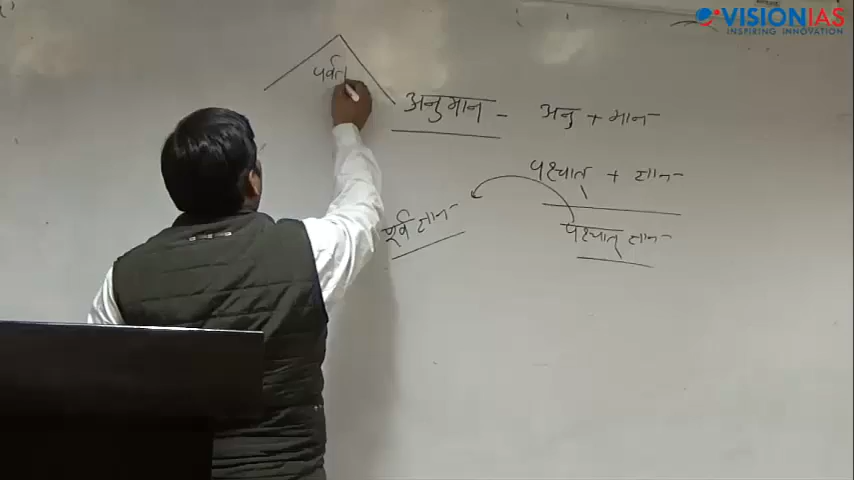 VISIONIAS
INSPIRING INNOVATION
पर्वत
अनुमान - अनु + मान
पश्चात् + ज्ञान
पूर्व ज्ञान
पश्चात् ज्ञान